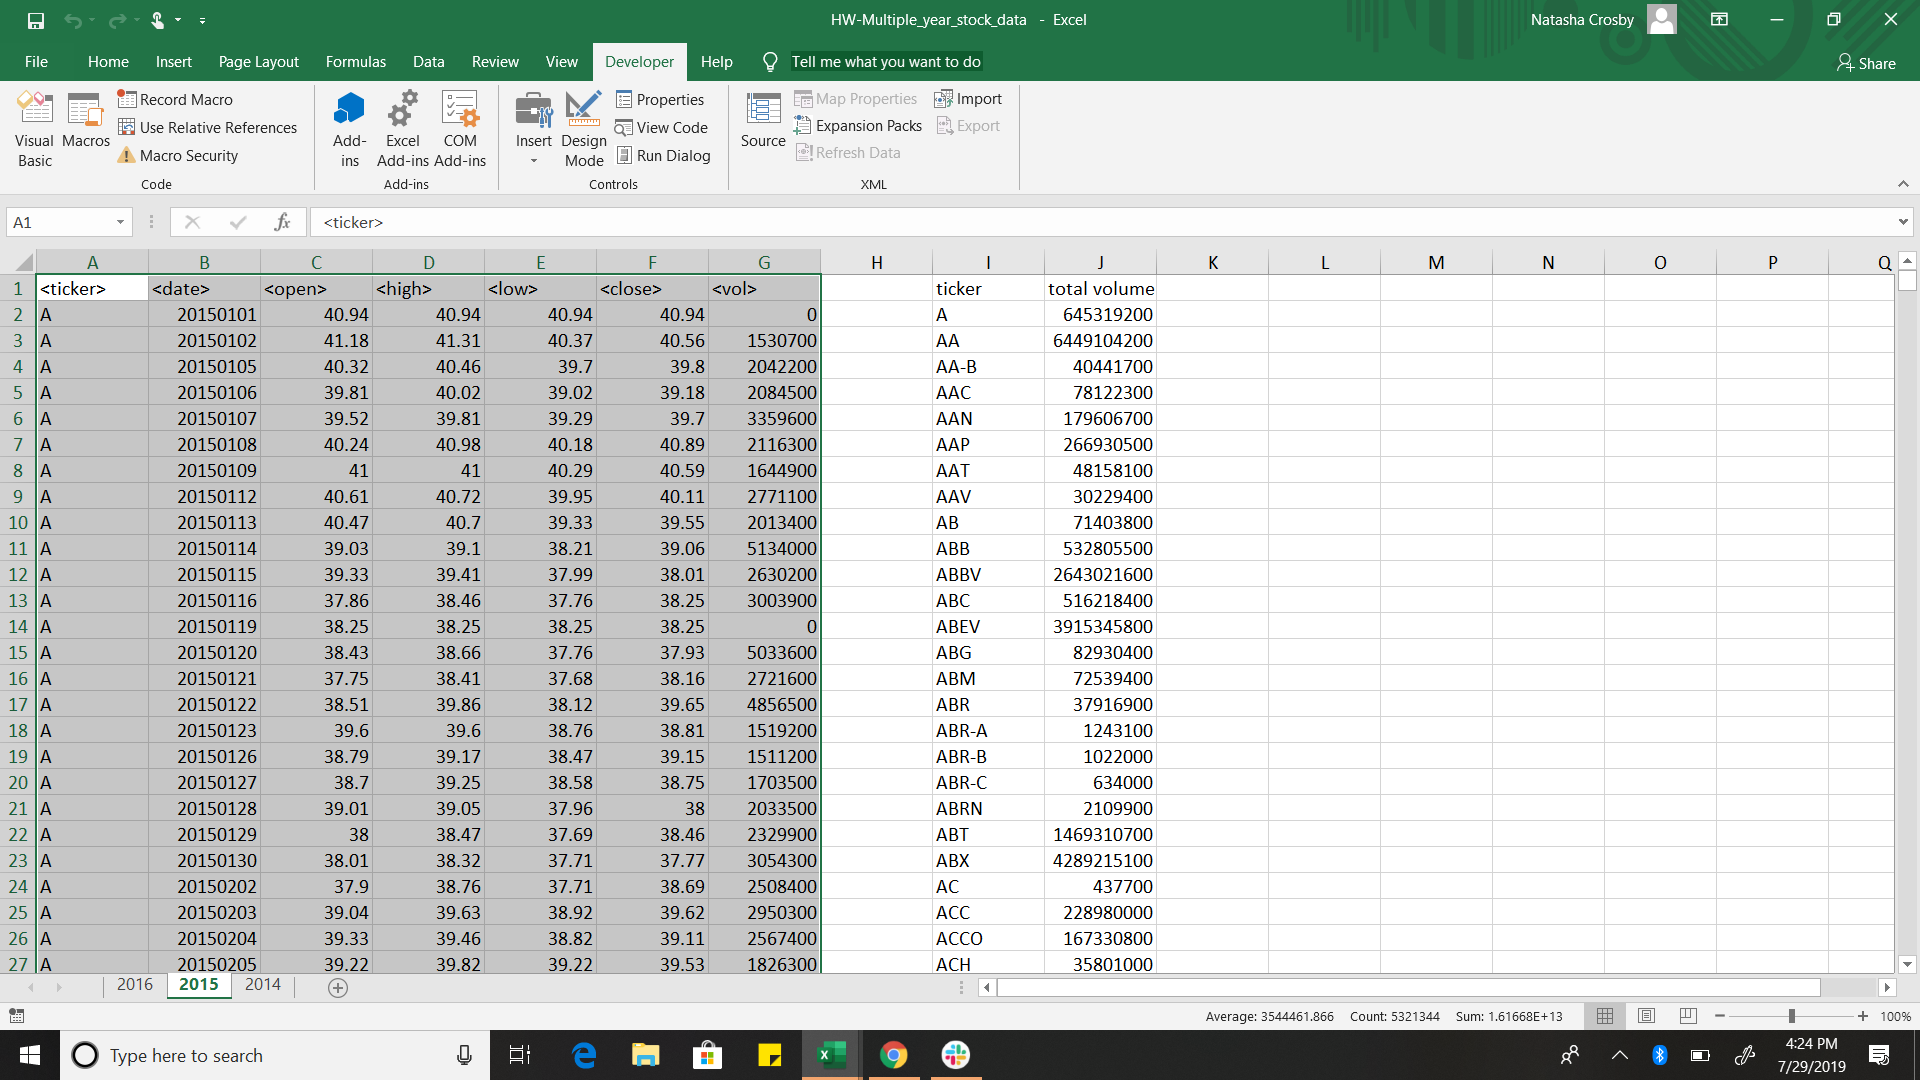 HW-Multiple_year_stock_data - Excel
Natasha Crosby
File Home Insert Page Layout Formulas Data Review View Developer Help Tell me what you want to do Share
Visual Basic
Macros
Record Macro
Use Relative References
Macro Security
Code
Add-ins
Excel Add-ins
COM Add-ins
Add-ins
Insert
Design Mode
Properties
View Code
Run Dialog
Controls
Source
Map Properties
Expansion Packs
Refresh Data
Import
Export
XML
A1 fx <ticker>
A B C D E F G H I J K L M N O P Q
1 <ticker> <date> <open> <high> <low> <close> <vol> ticker total volume
2 A 20150101 40.94 40.94 40.94 40.94 0 A 645319200
3 A 20150102 41.18 41.31 40.37 40.56 1530700 AA 6449104200
4 A 20150105 40.32 40.46 39.7 39.8 2042200 AA-B 40441700
5 A 20150106 39.81 40.02 39.02 39.18 2084500 AAC 78122300
6 A 20150107 39.52 39.81 39.29 39.7 3359600 AAN 179606700
7 A 20150108 40.24 40.98 40.18 40.89 2116300 AAP 266930500
8 A 20150109 41 41 40.29 40.59 1644900 AAT 48158100
9 A 20150112 40.61 40.72 39.95 40.11 2771100 AAV 30229400
10 A 20150113 40.47 40.7 39.33 39.55 2013400 AB 71403800
11 A 20150114 39.03 39.1 38.21 39.06 5134000 ABB 532805500
12 A 20150115 39.33 39.41 37.99 38.01 2630200 ABBV 2643021600
13 A 20150116 37.86 38.46 37.76 38.25 3003900 ABC 516218400
14 A 20150119 38.25 38.25 38.25 38.25 0 ABEV 3915345800
15 A 20150120 38.43 38.66 37.76 37.93 5033600 ABG 82930400
16 A 20150121 37.75 38.41 37.68 38.16 2721600 ABM 72539400
17 A 20150122 38.51 39.86 38.12 39.65 4856500 ABR 37916900
18 A 20150123 39.6 39.6 38.76 38.81 1519200 ABR-A 1243100
19 A 20150126 38.79 39.17 38.47 39.15 1511200 ABR-B 1022000
20 A 20150127 38.7 39.25 38.58 38.75 1703500 ABR-C 634000
21 A 20150128 39.01 39.05 37.96 38 2033500 ABRN 2109900
22 A 20150129 38 38.47 37.69 38.46 2329900 ABT 1469310700
23 A 20150130 38.01 38.32 37.71 37.77 3054300 ABX 4289215100
24 A 20150202 37.9 38.76 37.71 38.69 2508400 AC 437700
25 A 20150203 39.04 39.63 38.92 39.62 2950300 ACC 228980000
26 A 20150204 39.33 39.46 38.82 39.11 2567400 ACCO 167330800
27 A 20150205 39.22 39.82 39.22 39.53 1826300 ACH 35801000
2016 2015 2014
Average: 3544461.866 Count: 5321344 Sum: 1.61668E+13 100%
Type here to search
4:24 PM
7/29/2019